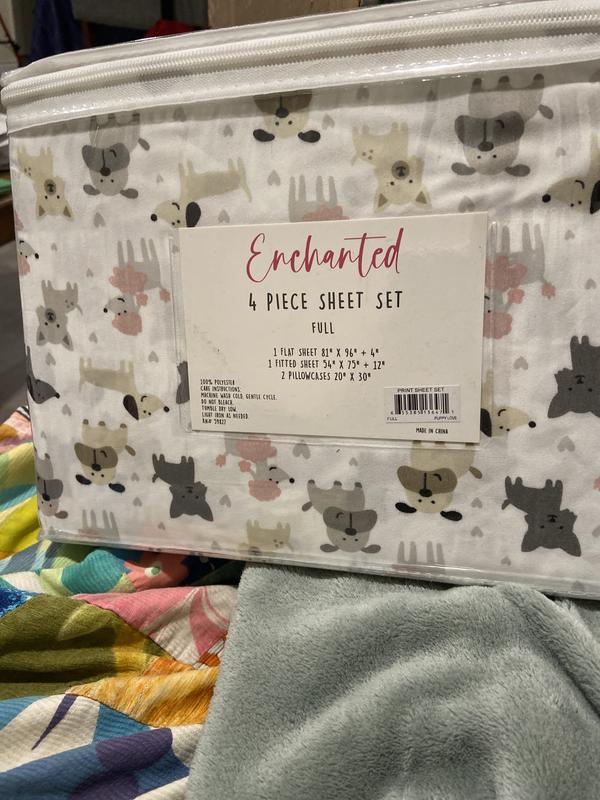 Enchanted
4 PIECE SHEET SET
FULL
1 FLAT SHEET 81" X 96" + 4"
1 FITTED SHEET 54" X 75" + 12"
2 PILLOWCASES 20" X 30"
100% POLYESTER
CARE INSTRUCTIONS:
MACHINE WASH COLD, GENTLE CYCLE.
DO NOT BLEACH.
TUMBLE DRY LOW.
LIGHT IRON AS NEEDED.
RN# 59827
PRINT SHEET SET
FULL PUPPY LOVE
MADE IN CHINA